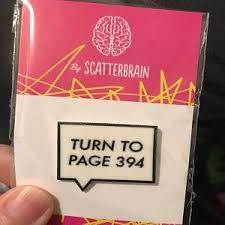 By SCATTERBRAIN
TURN TO
PAGE 394